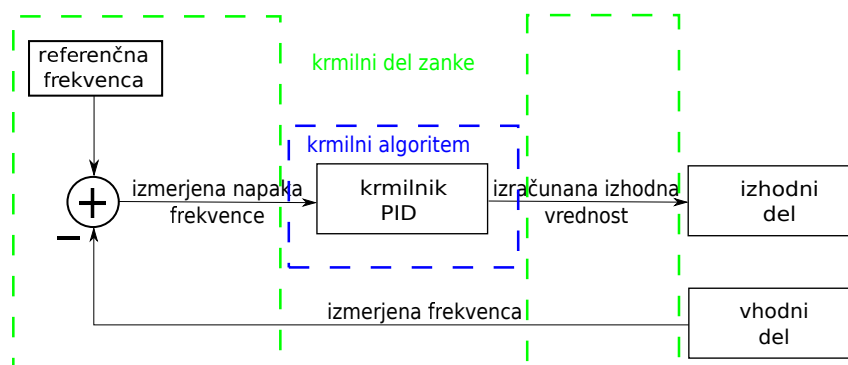 referenčna
frekvenca
krmilni del zanke
krmilni algoritem
izmerjena napaka
frekvence
krmilnik
PID
izračunana izhodna
vrednost
izhodni
del
+
−
izmerjena frekvenca
vhodni
del